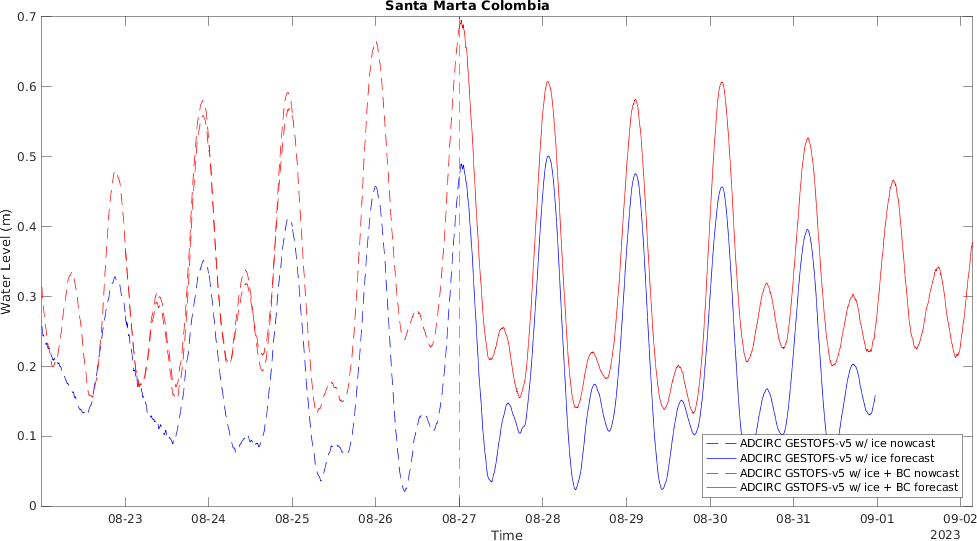 Santa Marta Colombia
0.7
0.6
0.5
0.4
0.3
0.2
0.1
0
Water Level (m)
ADCIRC GESTOFS-v5 w/ ice nowcast
ADCIRC GESTOFS-v5 w/ ice forecast
ADCIRC GSTOFS-v5 w/ ice + BC nowcast
ADCIRC GSTOFS-v5 w/ ice + BC forecast
08-23 08-24 08-25 08-26 08-27 08-28 08-29 08-30 08-31 09-01 09-02
Time 2023